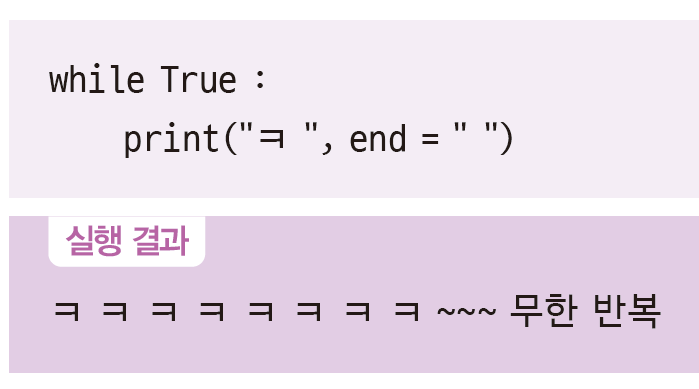 while True :
print("ㅋ ", end = " ")
실행 결과
ㅋ ㅋ ㅋ ㅋ ㅋ ㅋ ㅋ ㅋ ~~~ 무한 반복